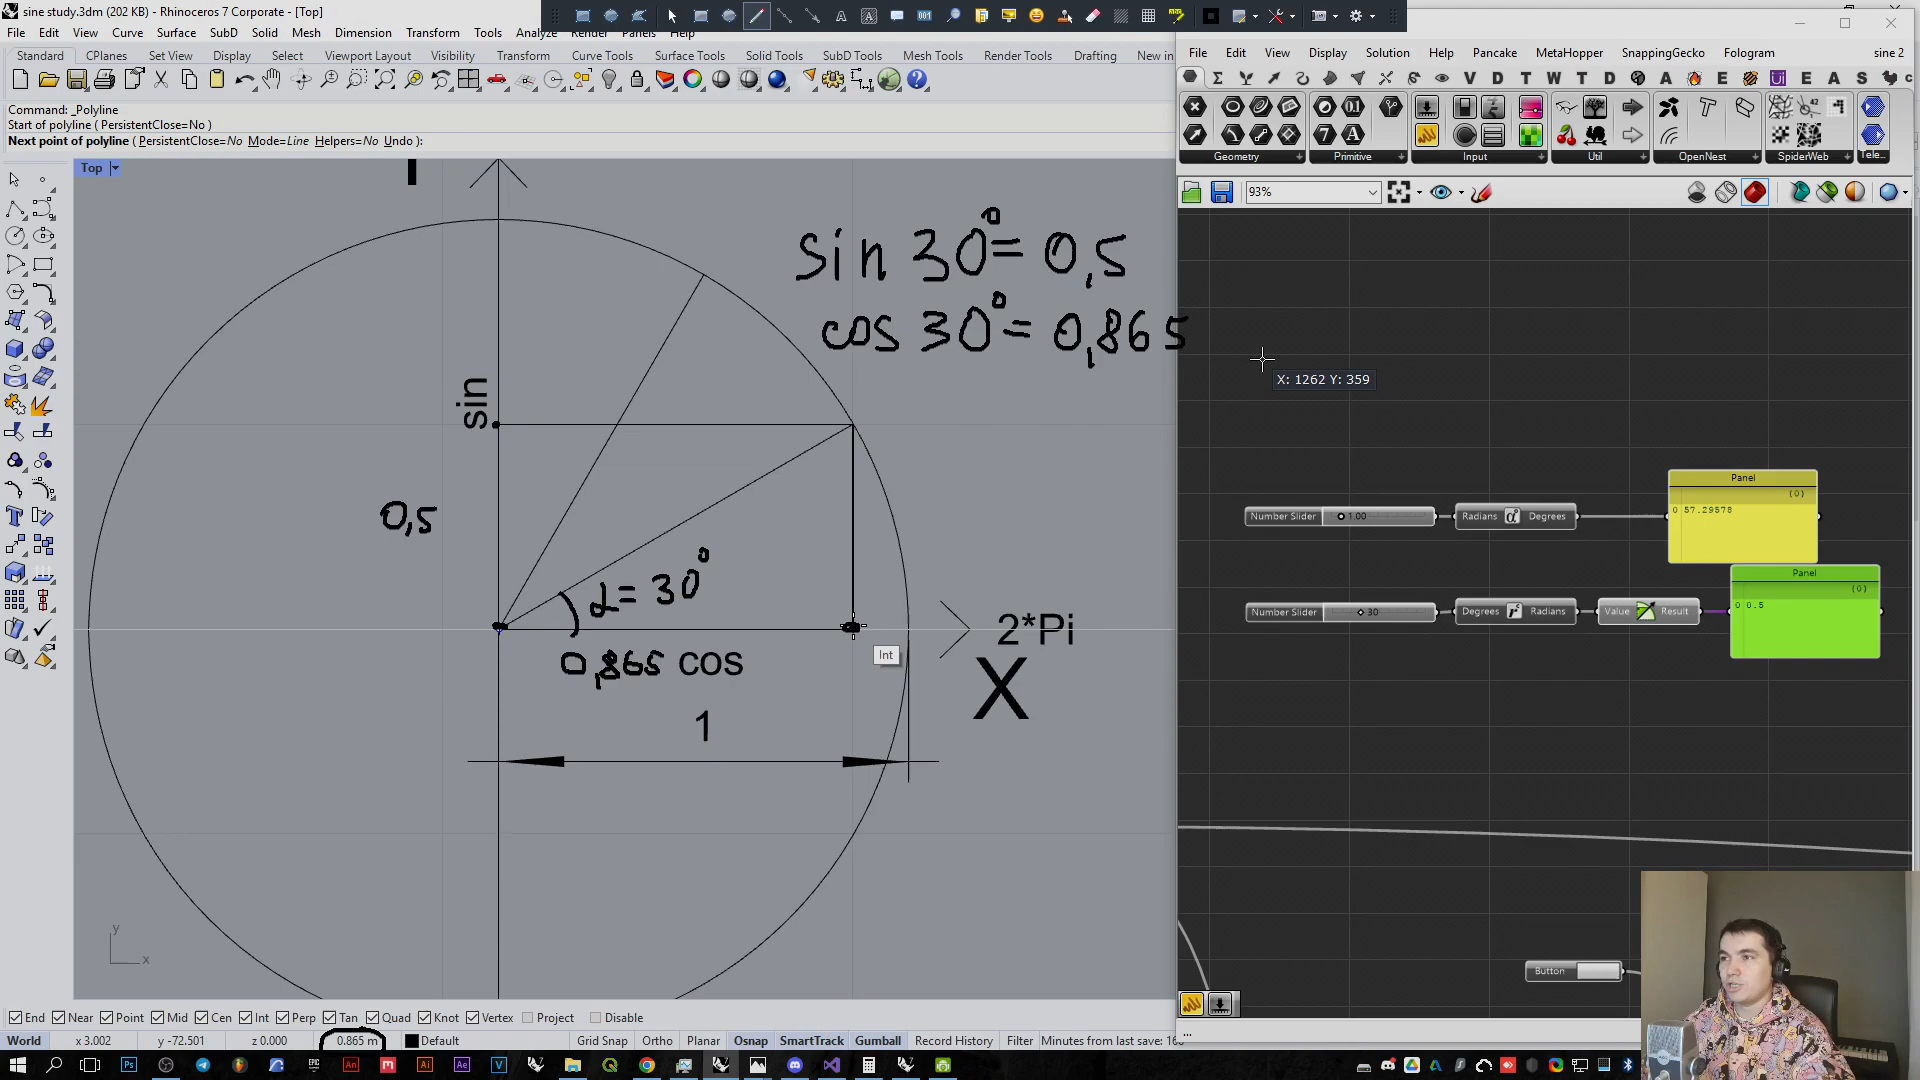 sine study.3dm (202 KB) - Rhinoceros 7 Corporate - [Top]
File Edit View Curve Surface SubD Solid Mesh Dimension Transform Tools Analyze Render Panels Help
Standard CPlanes Set View Display Select Viewport Layout Visibility Transform Curve Tools Surface Tools Solid Tools SubD Tools Mesh Tools Render Tools Drafting New in
Command: _Polyline
Start of polyline ( PersistentClose=No )
Next point of polyline ( PersistentClose=No Mode=Line Helpers=No Undo ):
Top
sin 30°= 0,5
cos 30°= 0,865
sin
0,5
α= 30°
0,865 cos
Int
2*Pi
X
1
y
x
End Near Point Mid Cen Int Perp Tan Quad Knot Vertex Project Disable
World x 3.002 y -72.501 z 0.000 0.865 m Default Grid Snap Ortho Planar Osnap SmartTrack Gumball Record History Filter Minutes from last save: 16
File Edit View Display Solution Help Pancake MetaHopper SnappingGecko Fologram sine 2
V D T W T D A E E A S
Geometry Primitive Input Util OpenNest SpiderWeb Tele...
93%
X: 1262 Y: 359
Number Slider 1.00 Radians Degrees
Panel
{0}
0 57.29578
Number Slider 30 Degrees Radians Value Result
Panel
{0}
0 0.5
Button
...